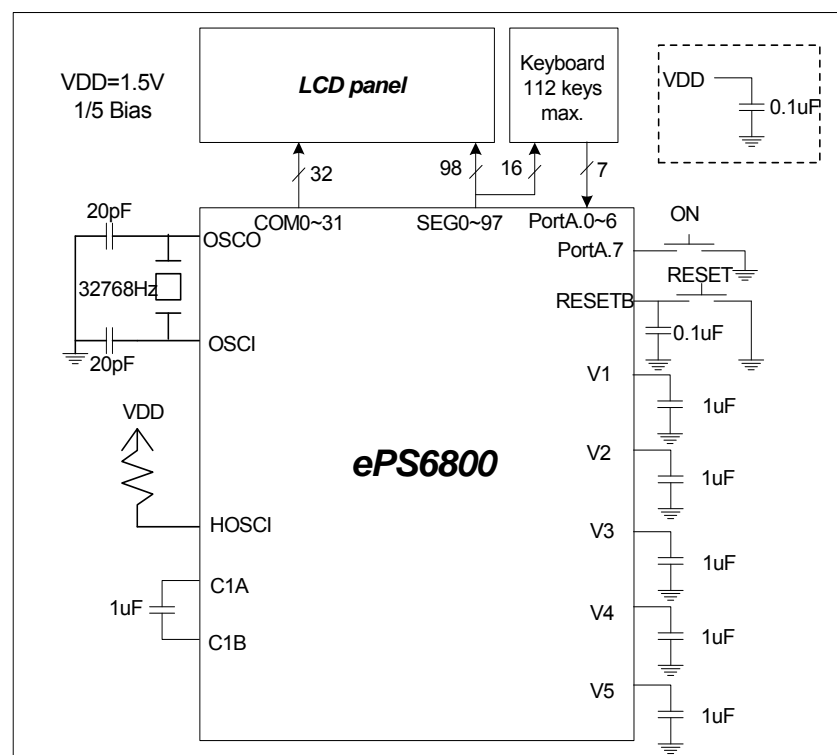 VDD=1.5V
1/5 Bias
LCD panel
Keyboard
112 keys
max.
VDD
0.1uF
32
98
16
7
20pF
COM0~31
SEG0~97
PortA.0~6
ON
OSCO
PortA.7
32768Hz
RESET
RESETB
0.1uF
OSCI
20pF
V1
1uF
VDD
V2
1uF
ePS6800
HOSCI
V3
1uF
C1A
1uF
C1B
V4
1uF
V5
1uF